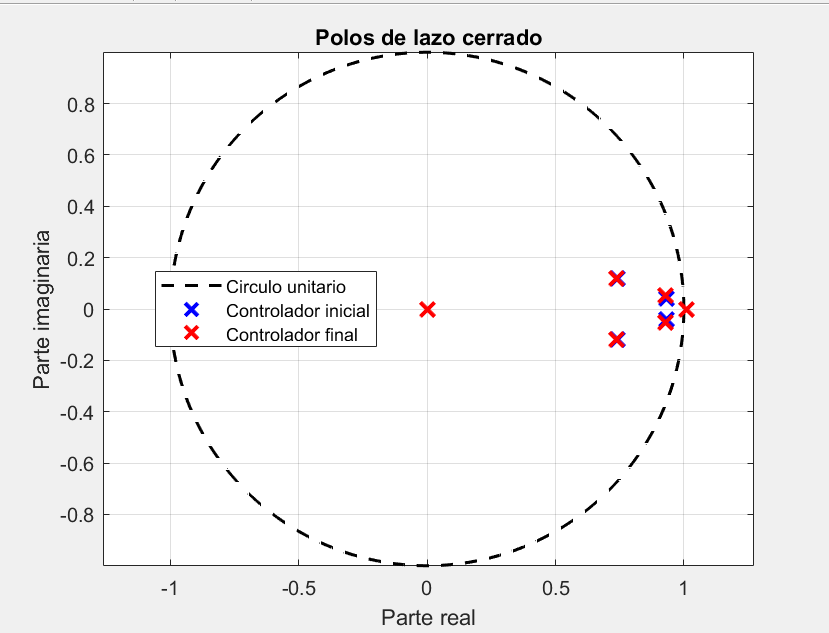 Polos de lazo cerrado
0.8
0.6
0.4
0.2
0
-0.2
-0.4
-0.6
-0.8
Parte imaginaria
Circulo unitario
Controlador inicial
Controlador final
-1
-0.5
0
0.5
1
Parte real